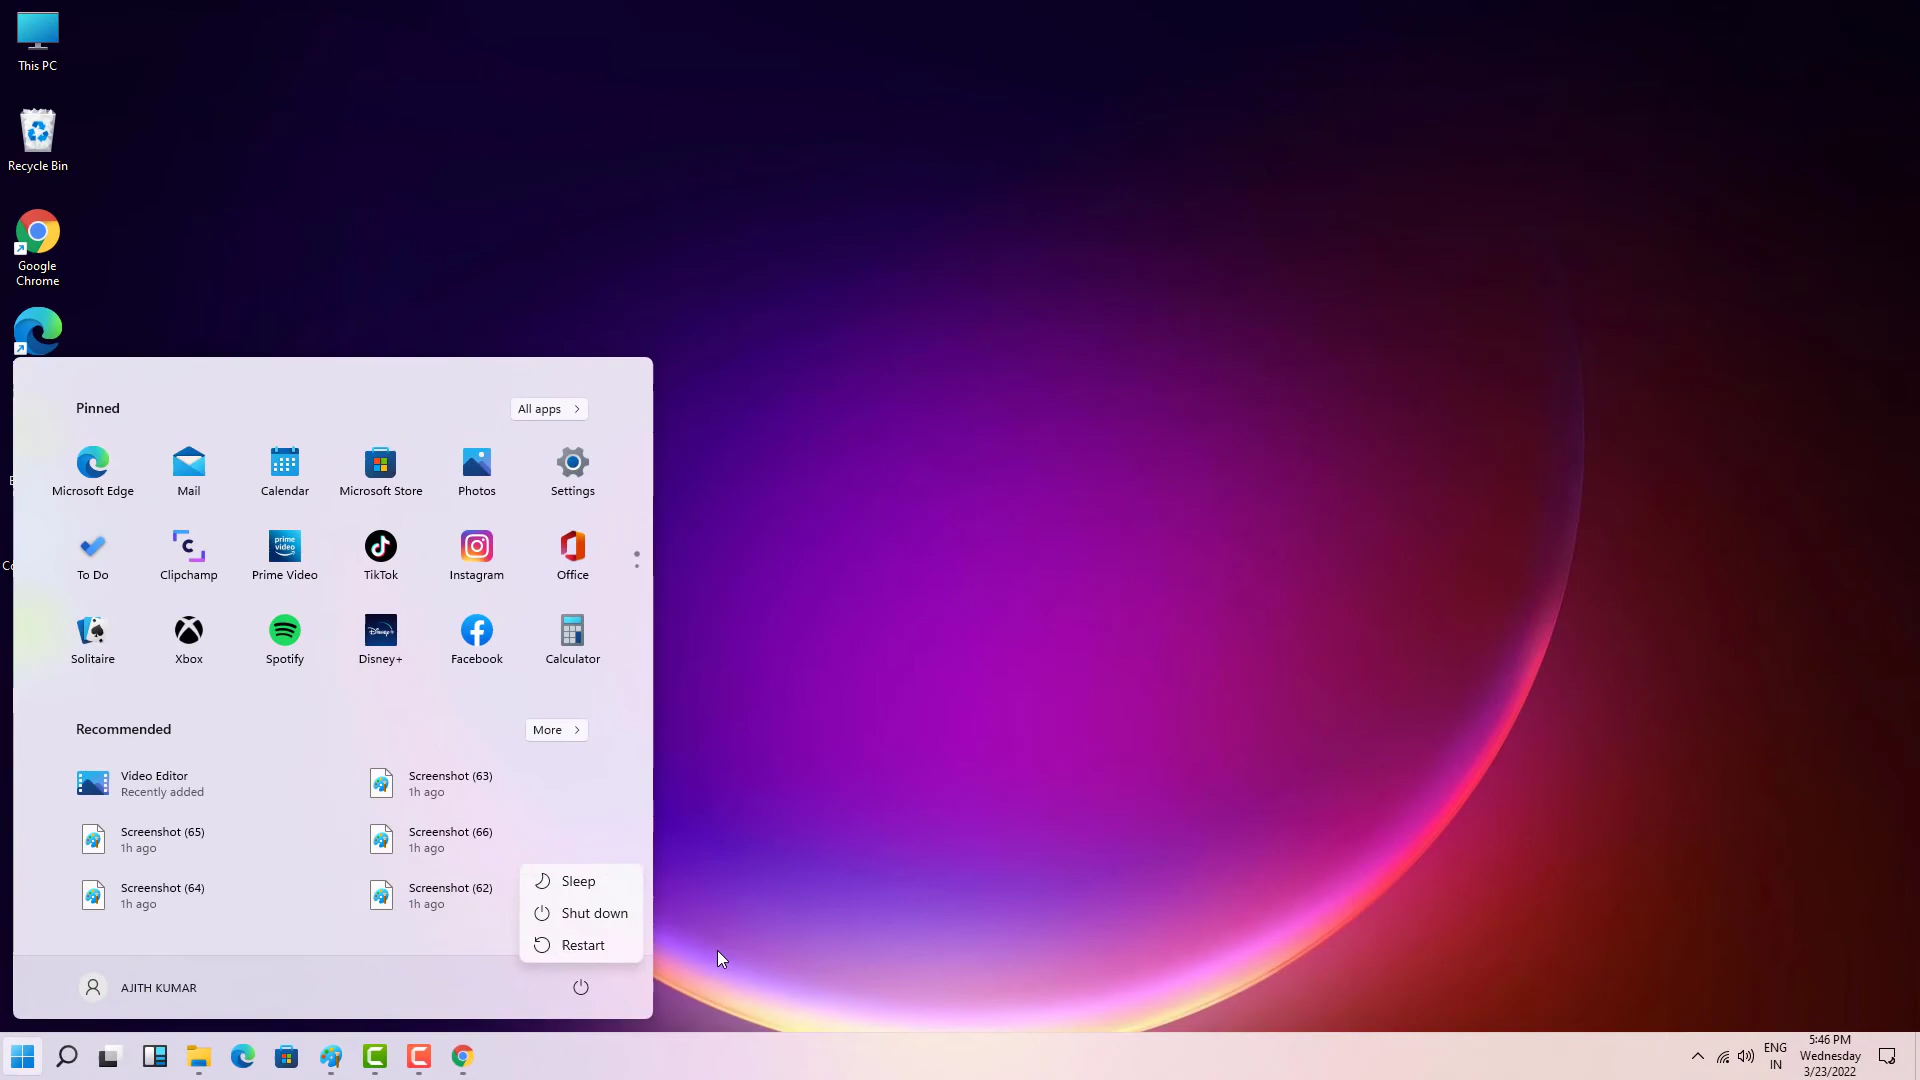 This PC
Recycle Bin
Google
Chrome
Pinned
All apps
Microsoft Edge
Mail
Calendar
Microsoft Store
Photos
Settings
To Do
Clipchamp
prime
video
Prime Video
TikTok
Instagram
Office
Solitaire
Xbox
Spotify
Disney+
Disney+
Facebook
Calculator
Recommended
More
Video Editor
Recently added
Screenshot (63)
1h ago
Screenshot (65)
1h ago
Screenshot (66)
1h ago
Screenshot (64)
1h ago
Screenshot (62)
1h ago
Sleep
Shut down
Restart
AJITH KUMAR
ENG
IN
5:46 PM
Wednesday
3/23/2022